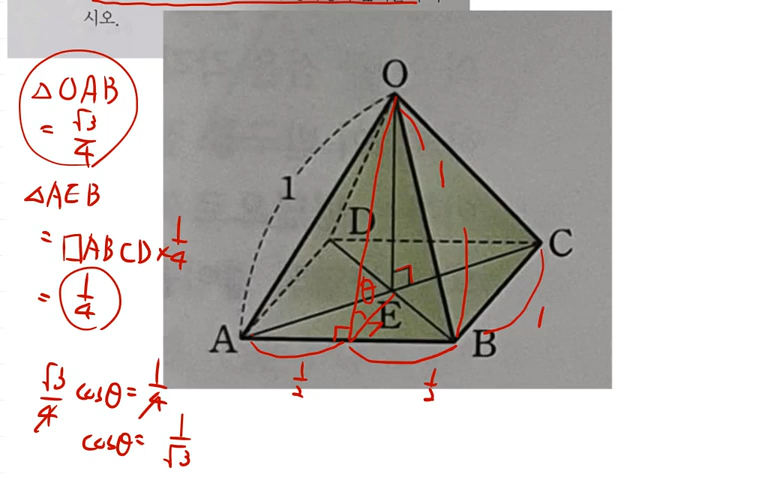 시오.
△OAB
= √3/4
△AEB
= □ABCD × 1/4
= 1/4
√3/4 cosθ = 1/4
cosθ = 1/√3
O
1
1
D
C
θ
E
1
A
B
1/2
1/2